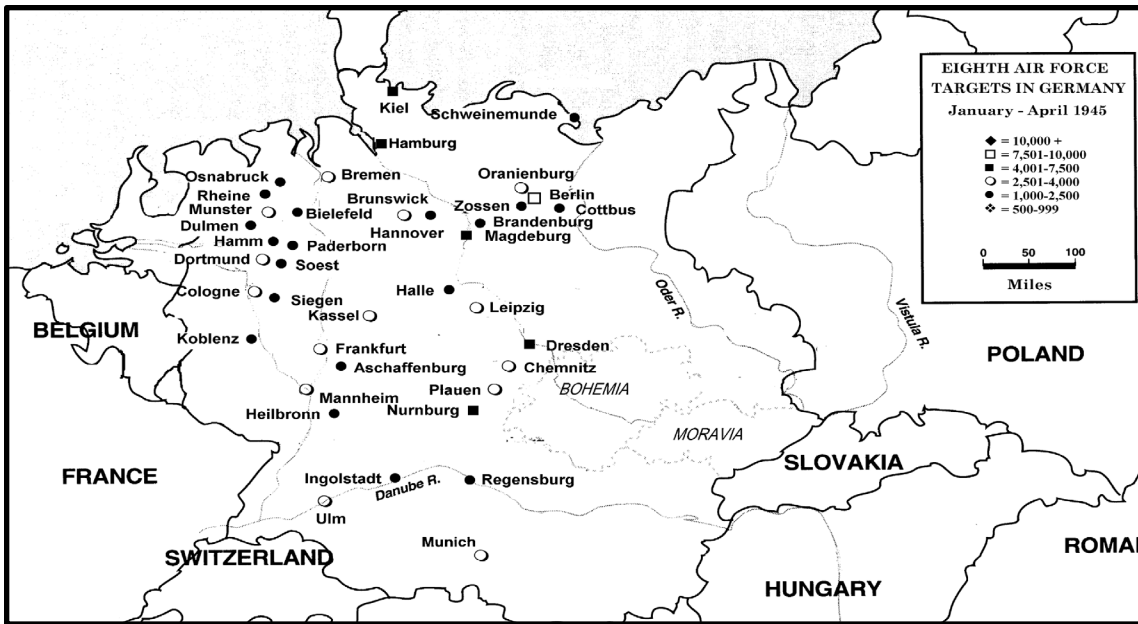 EIGHTH AIR FORCE
TARGETS IN GERMANY
January - April 1945
= 10,000 +
= 7,501-10,000
= 4,001-7,500
= 2,501-4,000
= 1,000-2,500
= 500-999
0 50 100
Miles
Kiel
Schweinemunde
Hamburg
Osnabruck
Bremen
Oranienburg
Rheine
Brunswick
Berlin
Munster
Bielefeld
Zossen
Cottbus
Dulmen
Hannover
Brandenburg
Hamm
Paderborn
Magdeburg
Dortmund
Soest
Cologne
Siegen
Halle
Leipzig
Kassel
Oder R.
Vistula R.
BELGIUM
Koblenz
Frankfurt
Dresden
POLAND
Aschaffenburg
Chemnitz
Plauen
BOHEMIA
Mannheim
Heilbronn
Nurnburg
MORAVIA
SLOVAKIA
FRANCE
Ingolstadt
Danube R.
Regensburg
Ulm
Munich
SWITZERLAND
ROMAI
HUNGARY